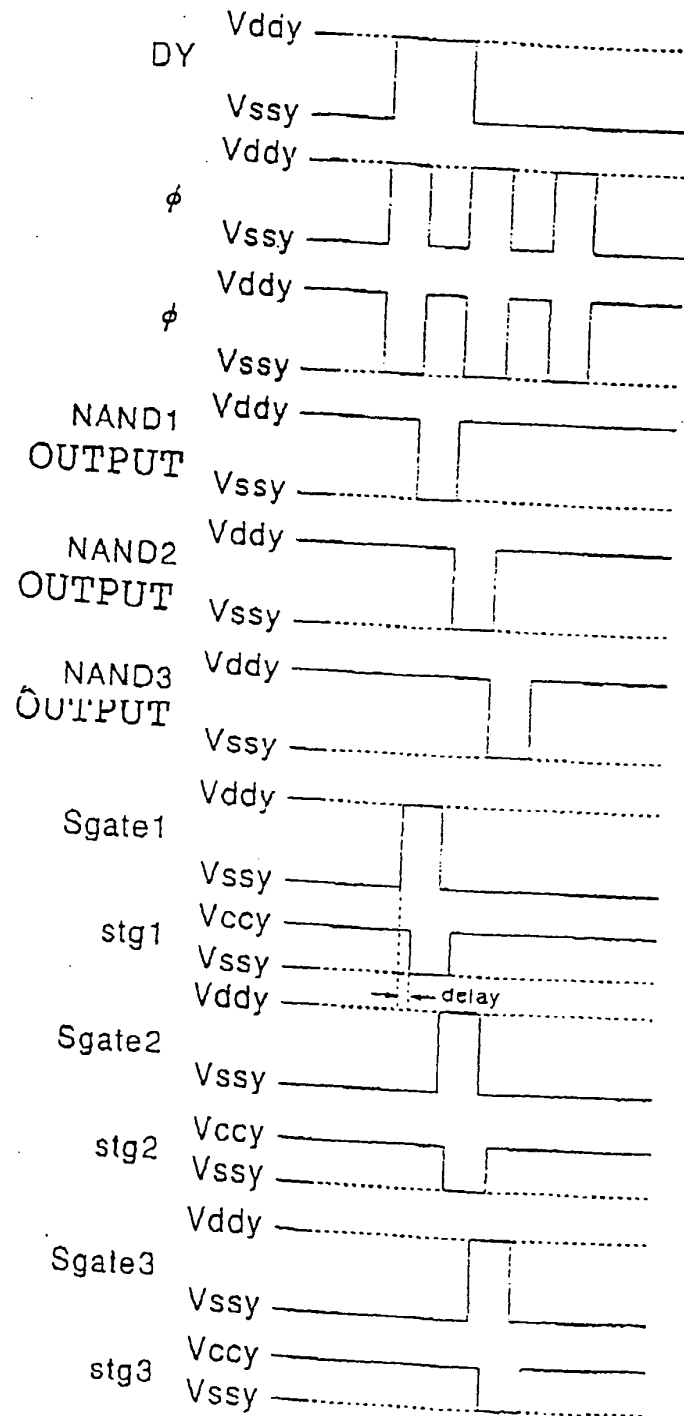 Vddy
DY
Vssy
Vddy
ϕ
Vssy
Vddy
ϕ
Vssy
NAND1 Vddy
OUTPUT
Vssy
Vddy
NAND2
OUTPUT
Vssy
NAND3 Vddy
OUTPUT
Vssy
Vddy
Sgate1
Vssy
stg1 Vccy
Vssy
Vddy delay
Sgate2
Vssy
stg2 Vccy
Vssy
Vddy
Sgate3
Vssy
Vccy
stg3
Vssy